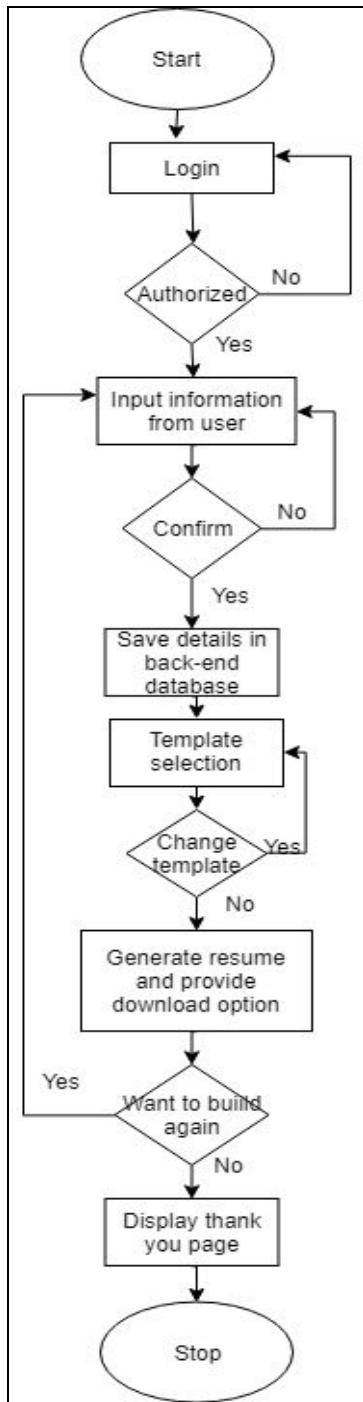 Start
Login
No
Authorized
Yes
Input information
from user
No
Confirm
Yes
Save details in
back-end
database
Template
selection
Change
template
Yes
No
Generate resume
and provide
download option
Yes
Want to build
again
No
Display thank
you page
Stop